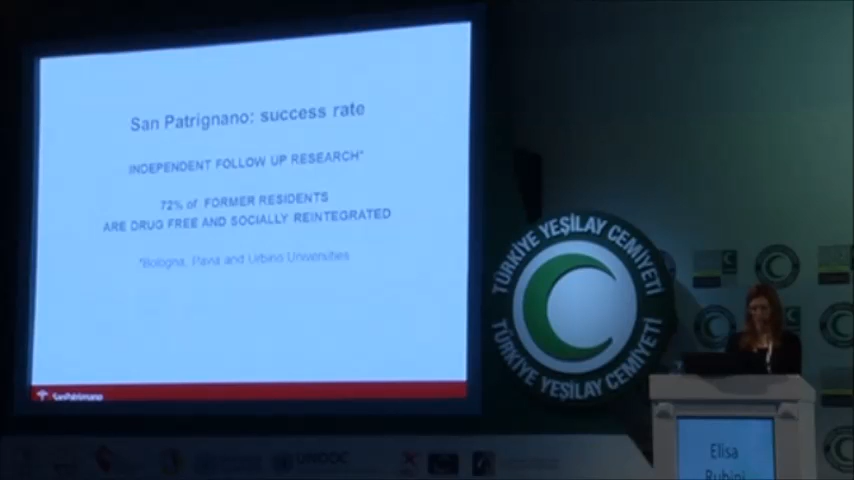 San Patrignano: success rate
INDEPENDENT FOLLOW UP RESEARCH*
72% of FORMER RESIDENTS
ARE DRUG FREE AND SOCIALLY REINTEGRATED
*Bologna, Pavia and Urbino Universities
SanPatrignano
TÜRKİYE YEŞİLAY CEMİYETİ
TÜRKİYE YEŞİLAY CEMİYETİ
UNODC
Elisa
Rubini